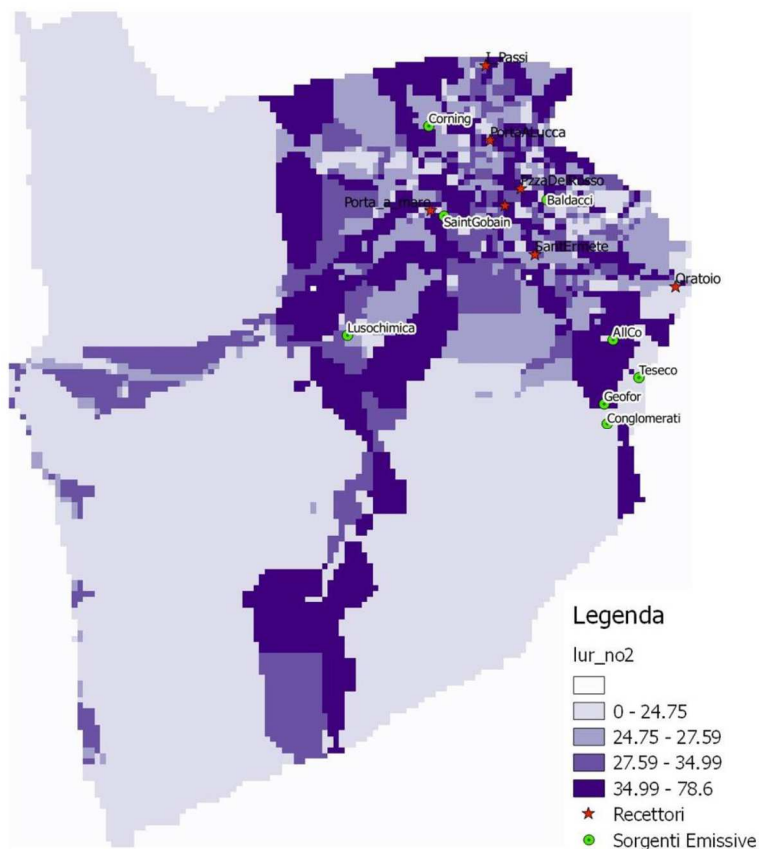 I_Passi
Corning
PortaALucca
PzzaDelRosso
Baldacci
Porta_a_mare
SaintGobain
SantErmete
Oratoio
Lusochimica
AllCo
Teseco
Geofor
Conglomerati
Legenda
lur_no2
0 - 24.75
24.75 - 27.59
27.59 - 34.99
34.99 - 78.6
Recettori
Sorgenti Emissive